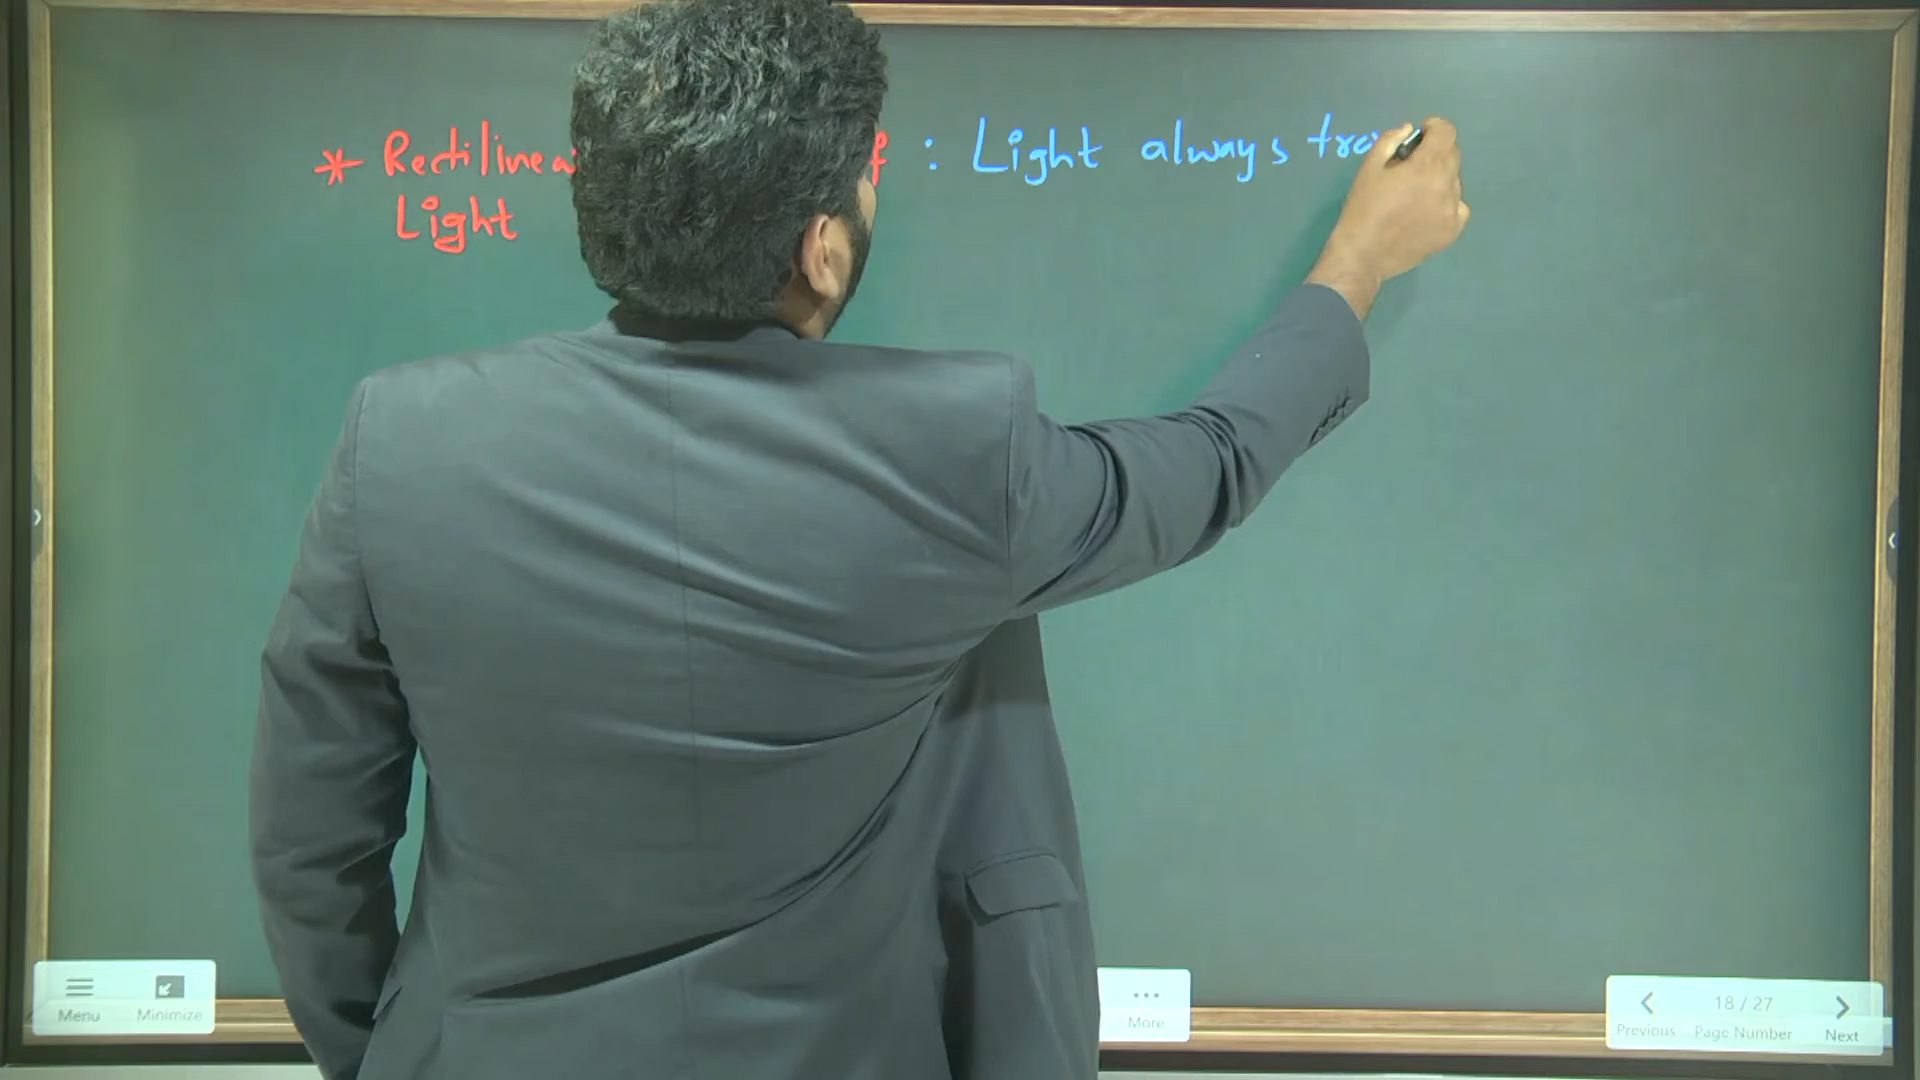 * Rectilinea f : Light always tra
Light
Menu Minimize
More
18 / 27
Previous Page Number Next